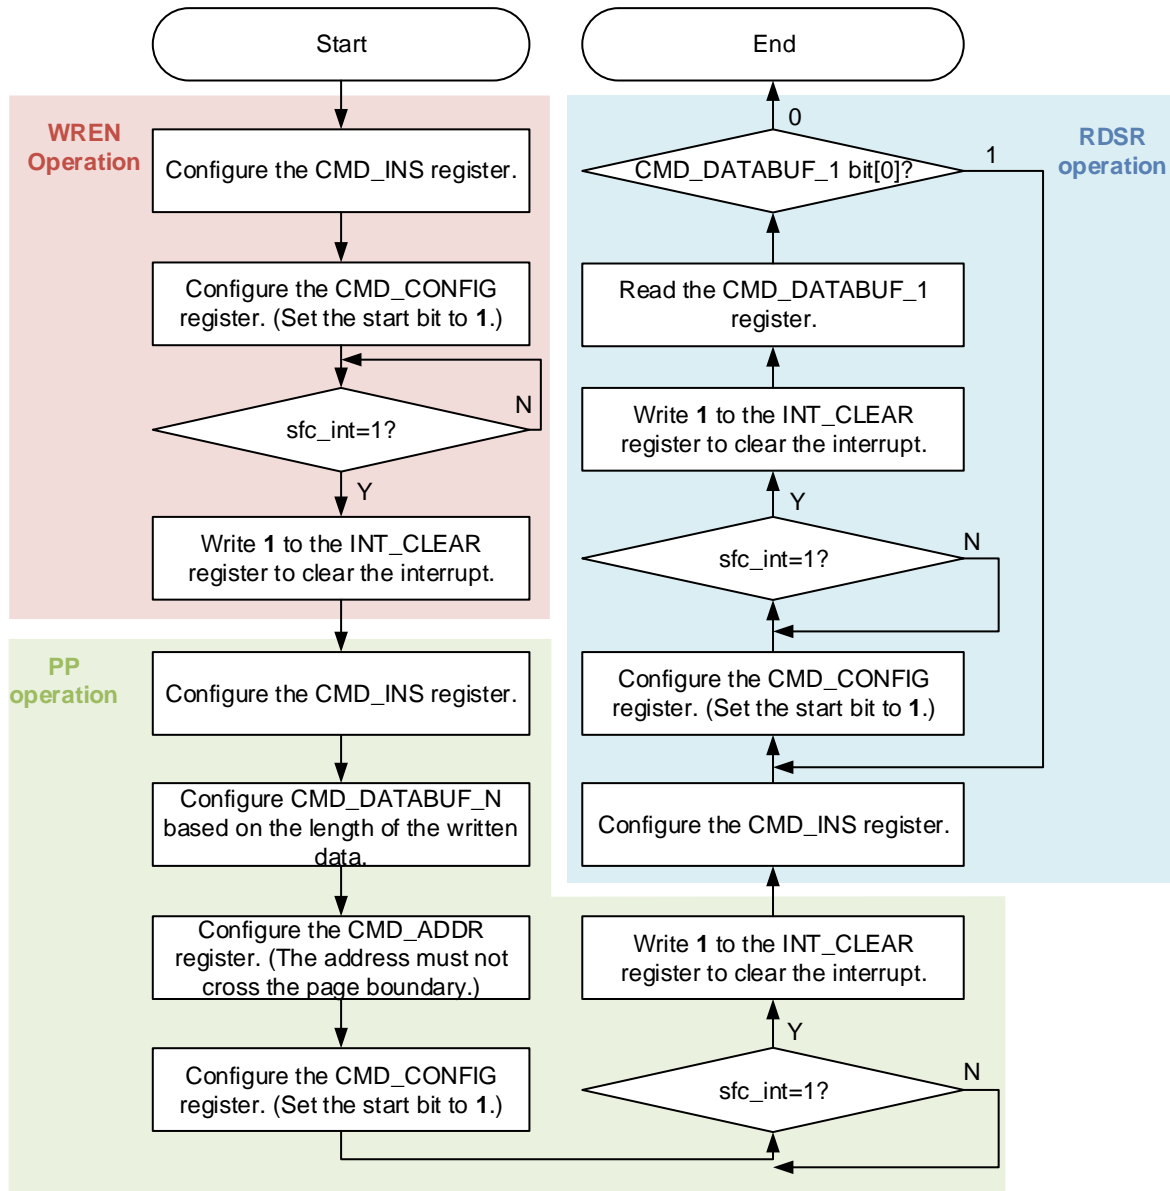 Start
WREN
Operation
Configure the CMD_INS register.
Configure the CMD_CONFIG
register. (Set the start bit to 1.)
N
sfc_int=1?
Y
Write 1 to the INT_CLEAR
register to clear the interrupt.
PP
operation
Configure the CMD_INS register.
Configure CMD_DATABUF_N
based on the length of the written
data.
Configure the CMD_ADDR
register. (The address must not
cross the page boundary.)
Configure the CMD_CONFIG
register. (Set the start bit to 1.)
End
0
RDSR
operation
CMD_DATABUF_1 bit[0]?
1
Read the CMD_DATABUF_1
register.
Write 1 to the INT_CLEAR
register to clear the interrupt.
Y
sfc_int=1?
N
Configure the CMD_CONFIG
register. (Set the start bit to 1.)
Configure the CMD_INS register.
Write 1 to the INT_CLEAR
register to clear the interrupt.
Y
sfc_int=1?
N